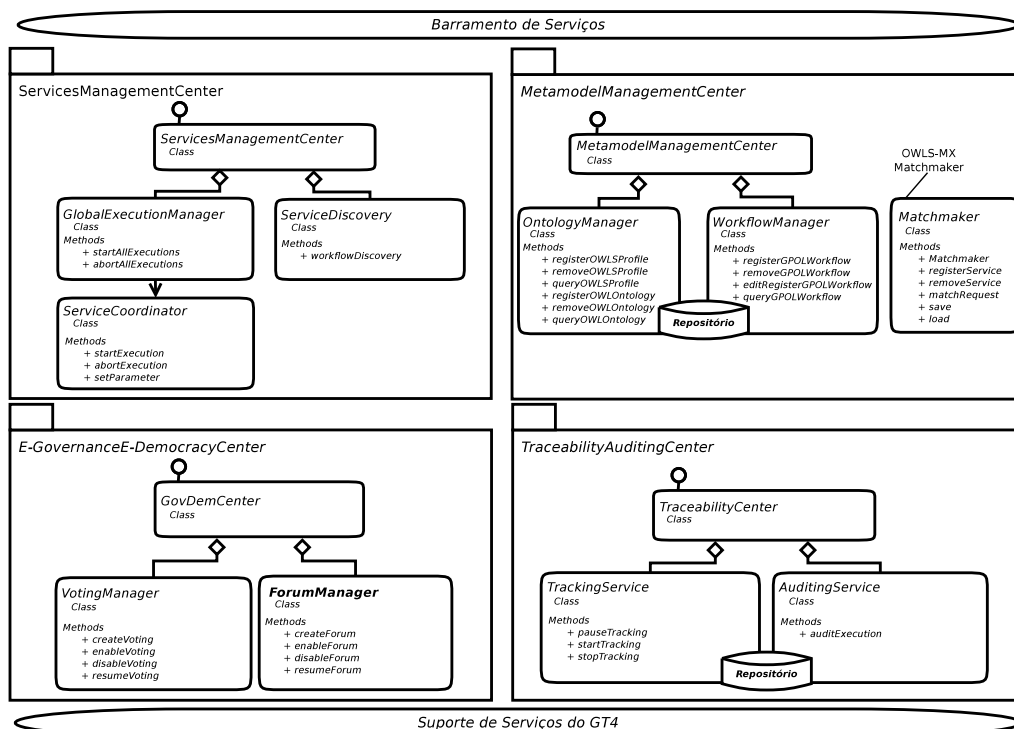 Barramento de Serviços
ServicesManagementCenter
ServicesManagementCenter
Class
GlobalExecutionManager
Class
Methods
+ startAllExecutions
+ abortAllExecutions
ServiceDiscovery
Class
Methods
+ workflowDiscovery
ServiceCoordinator
Class
Methods
+ startExecution
+ abortExecution
+ setParameter
MetamodelManagementCenter
MetamodelManagementCenter
Class
OntologyManager
Class
Methods
+ registerOWLSProfile
+ removeOWLSProfile
+ queryOWLSProfile
+ registerOWLOntology
+ removeOWLOntology
+ queryOWLOntology
WorkflowManager
Class
Methods
+ registerGPOLWorkflow
+ removeGPOLWorkflow
+ editRegisterGPOLWorkflow
+ queryGPOLWorkflow
Repositório
OWLS-MX
Matchmaker
Matchmaker
Class
Methods
+ Matchmaker
+ registerService
+ removeService
+ matchRequest
+ save
+ load
E-GovernanceE-DemocracyCenter
GovDemCenter
Class
VotingManager
Class
Methods
+ createVoting
+ enableVoting
+ disableVoting
+ resumeVoting
ForumManager
Class
Methods
+ createForum
+ enableForum
+ disableForum
+ resumeForum
TraceabilityAuditingCenter
TraceabilityCenter
Class
TrackingService
Class
Methods
+ pauseTracking
+ startTracking
+ stopTracking
AuditingService
Class
Methods
+ auditExecution
Repositório
Suporte de Serviços do GT4